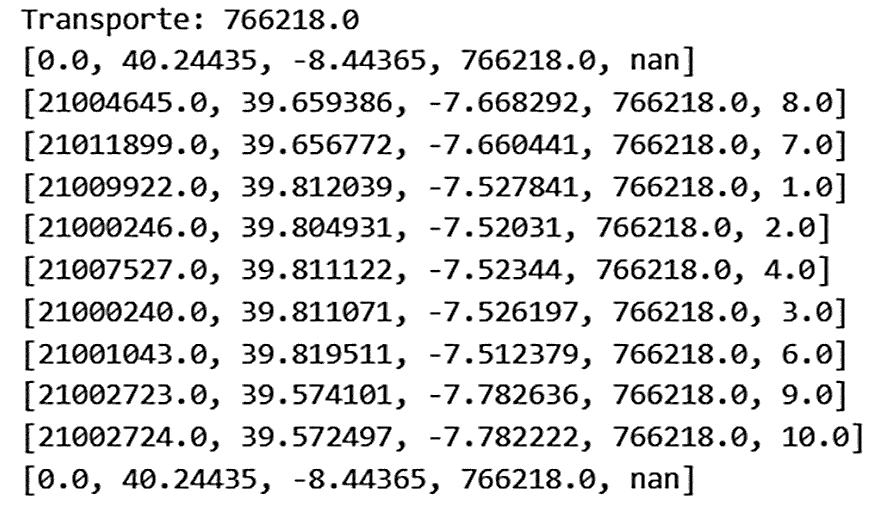 Transporte: 766218.0
[0.0, 40.24435, -8.44365, 766218.0, nan]
[21004645.0, 39.659386, -7.668292, 766218.0, 8.0]
[21011899.0, 39.656772, -7.660441, 766218.0, 7.0]
[21009922.0, 39.812039, -7.527841, 766218.0, 1.0]
[21000246.0, 39.804931, -7.52031, 766218.0, 2.0]
[21007527.0, 39.811122, -7.52344, 766218.0, 4.0]
[21000240.0, 39.811071, -7.526197, 766218.0, 3.0]
[21001043.0, 39.819511, -7.512379, 766218.0, 6.0]
[21002723.0, 39.574101, -7.782636, 766218.0, 9.0]
[21002724.0, 39.572497, -7.782222, 766218.0, 10.0]
[0.0, 40.24435, -8.44365, 766218.0, nan]